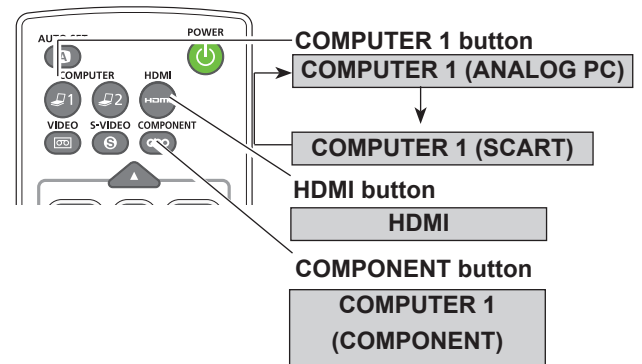 AUTO SET
POWER
COMPUTER
HDMI
1
2
HDMI
VIDEO
S-VIDEO
COMPONENT
S
COMPUTER 1 button
COMPUTER 1 (ANALOG PC)
COMPUTER 1 (SCART)
HDMI button
HDMI
COMPONENT button
COMPUTER 1
(COMPONENT)